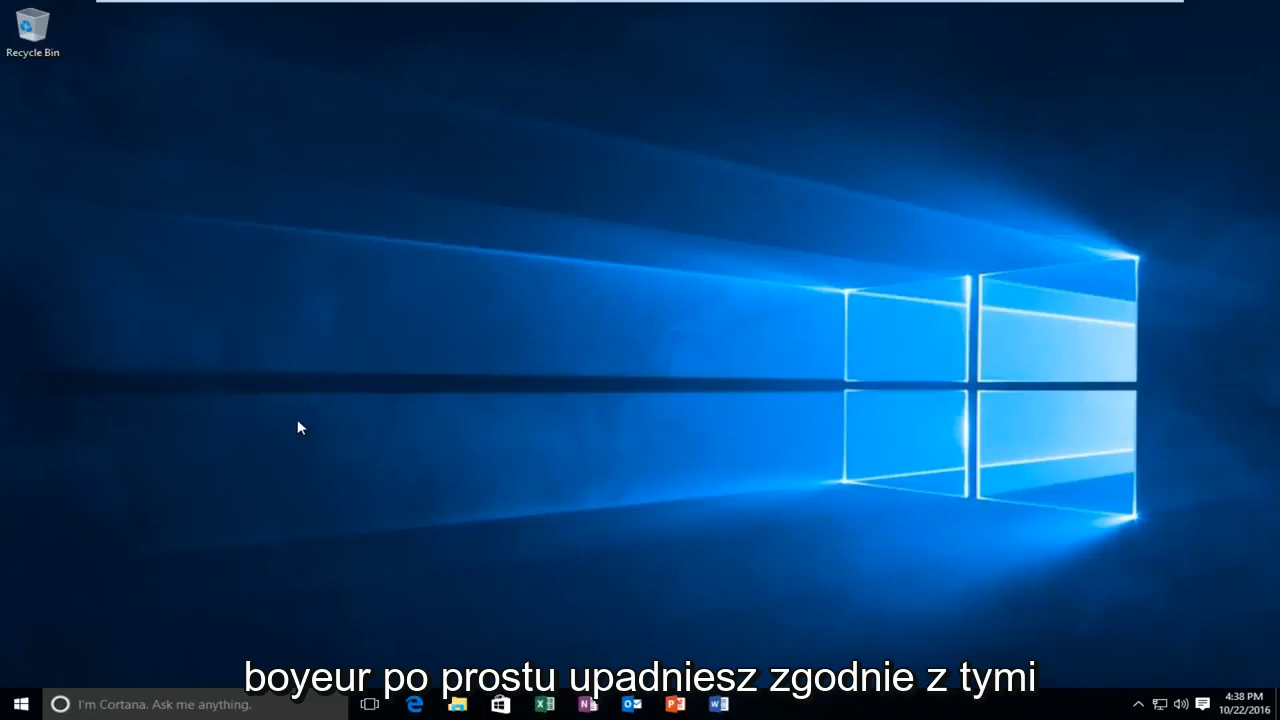 Recycle Bin
boyeur po prostu upadniesz zgodnie z tymi
I'm Cortana. Ask me anything.
4:38 PM
10/22/2016